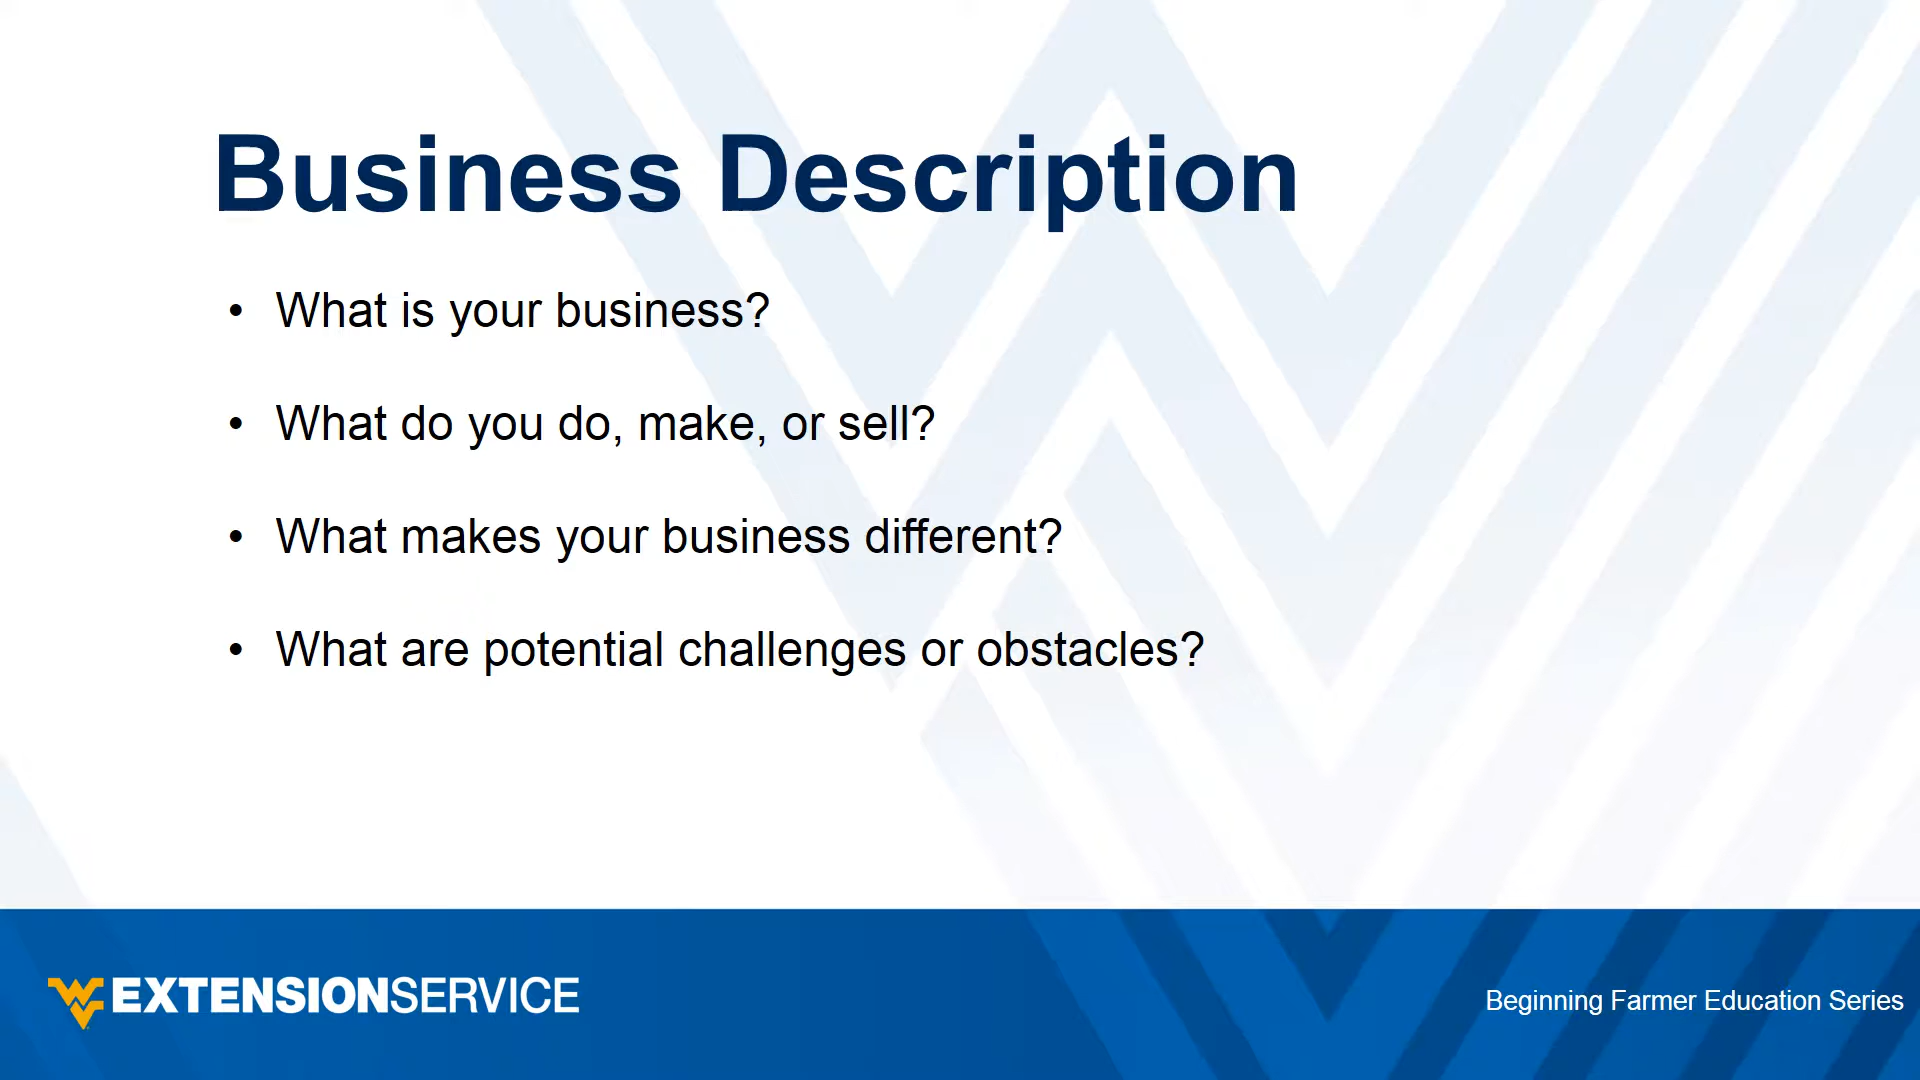 Business Description
• What is your business?
• What do you do, make, or sell?
• What makes your business different?
• What are potential challenges or obstacles?
WV EXTENSIONSERVICE
Beginning Farmer Education Series